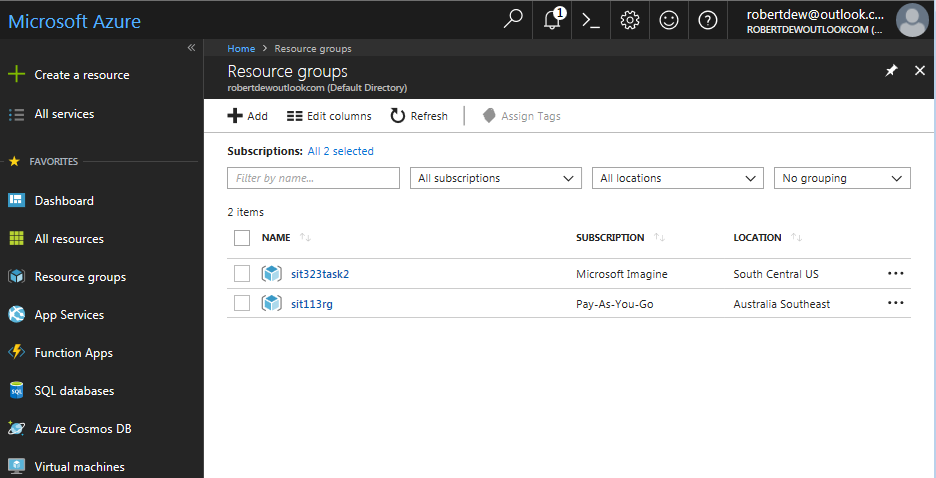 Microsoft Azure
1
robertdew@outlook.c...
ROBERTDEWOUTLOOKCOM (...
«
Create a resource
All services
FAVORITES
Dashboard
All resources
Resource groups
App Services
Function Apps
SQL
SQL databases
Azure Cosmos DB
Virtual machines
Home > Resource groups
Resource groups
robertdewoutlookcom (Default Directory)
Add Edit columns Refresh Assign Tags
Subscriptions: All 2 selected
Filter by name... All subscriptions All locations No grouping
2 items
NAME SUBSCRIPTION LOCATION
sit323task2 Microsoft Imagine South Central US
sit113rg Pay-As-You-Go Australia Southeast